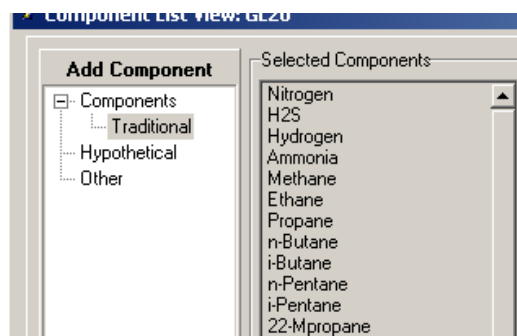 Component List View: GL20
Add Component
Components
Traditional
Hypothetical
Other
Selected Components
Nitrogen
H2S
Hydrogen
Ammonia
Methane
Ethane
Propane
n-Butane
i-Butane
n-Pentane
i-Pentane
22-Mpropane